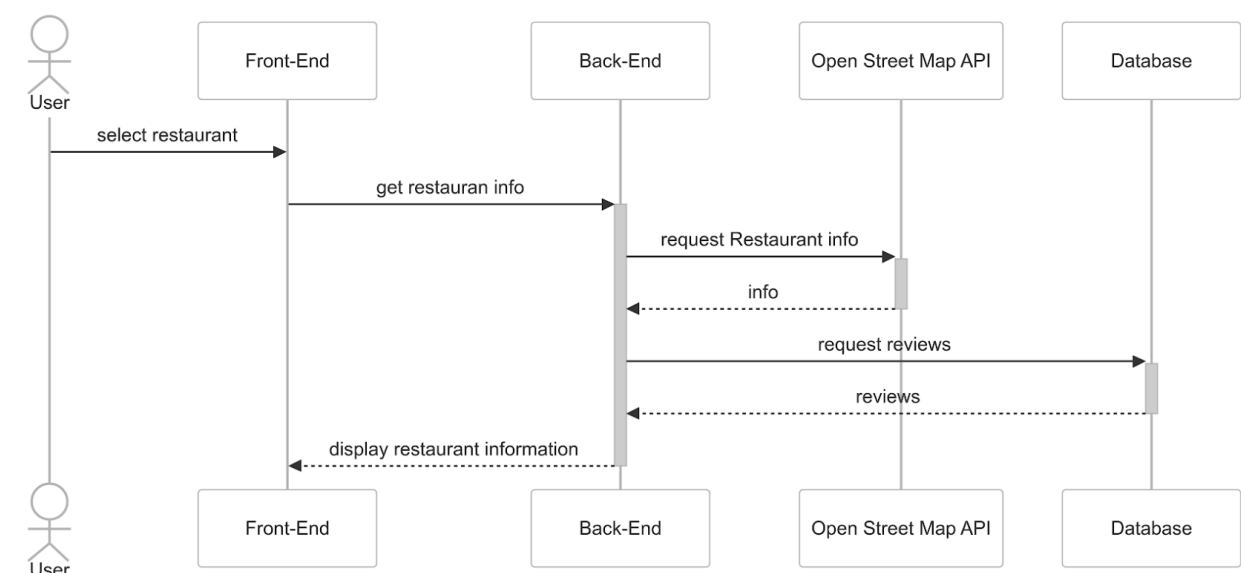 Front-End
Back-End
Open Street Map API
Database
User
select restaurant
get restauran info
request Restaurant info
info
request reviews
reviews
display restaurant information
Front-End
Back-End
Open Street Map API
Database
User